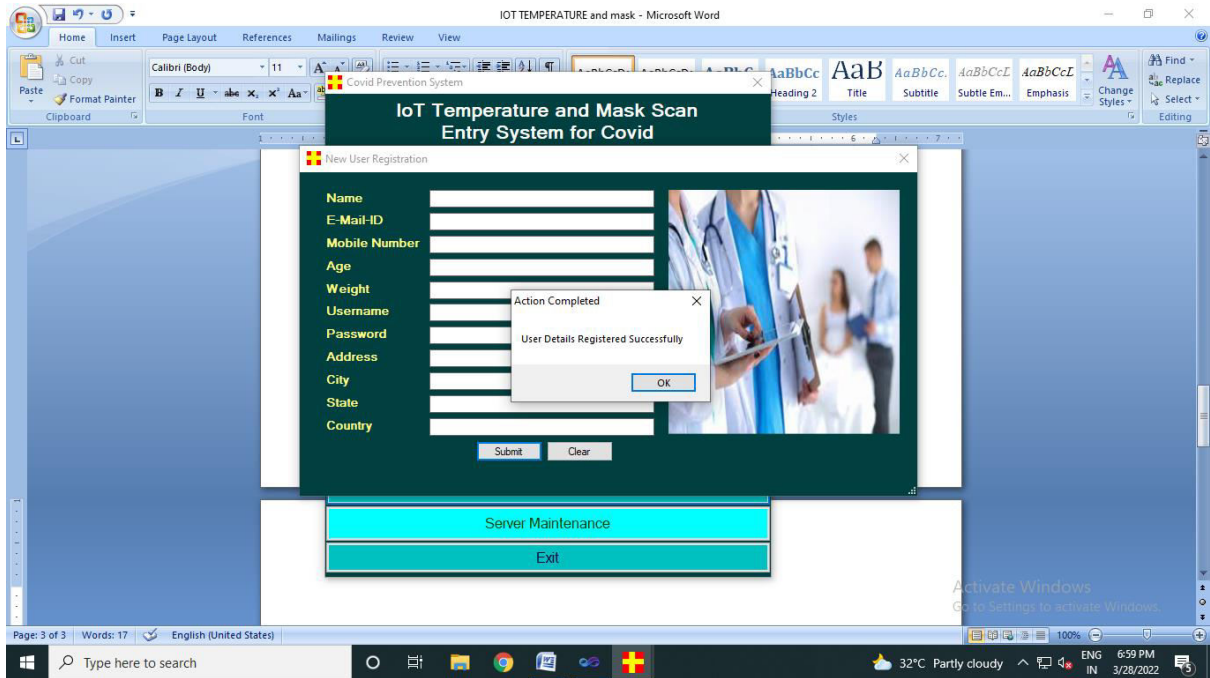 IOT TEMPERATURE and mask - Microsoft Word
Home Insert Page Layout References Mailings Review View
Cut
Copy
Format Painter
Paste
Clipboard
Calibri (Body) 11
B I U abc x₂ x² Aa
Font
AaBbCc AaB AaBbCc. AaBbCcL AaBbCcL
Heading 2 Title Subtitle Subtle Em... Emphasis
Change Styles
Styles
Find
Replace
Select
Editing
Covid Prevention System
IoT Temperature and Mask Scan
Entry System for Covid
New User Registration
Name
E-Mail-ID
Mobile Number
Age
Weight
Username
Password
Address
City
State
Country
Submit Clear
Action Completed
User Details Registered Successfully
OK
Server Maintenance
Exit
Activate Windows
Go to Settings to activate Windows.
Page: 3 of 3 Words: 17 English (United States) 100%
Type here to search
32°C Partly cloudy
ENG
IN
6:59 PM
3/28/2022
5